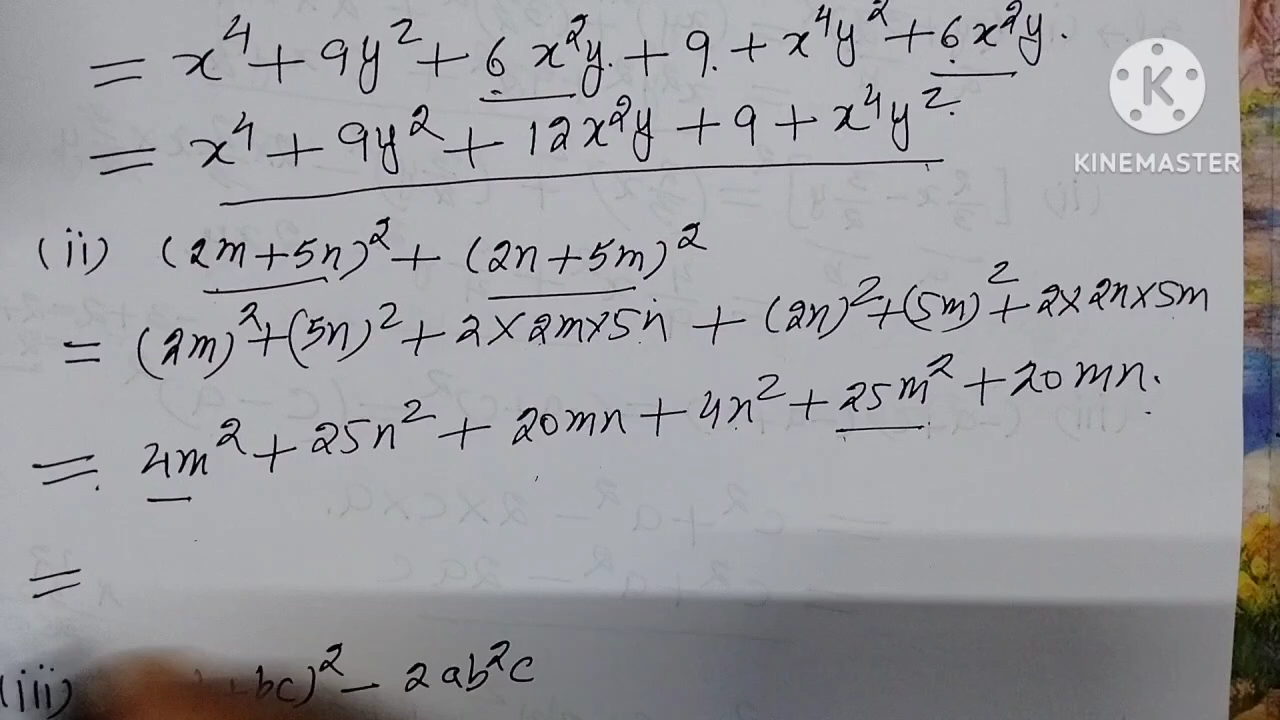 = x⁴ + 9y² + 6x²y + 9 + x⁴y² + 6x²y.
= x⁴ + 9y² + 12x²y + 9 + x⁴y².
(ii) (2m+5n)² + (2n+5m)²
= (2m)² + (5n)² + 2×2m×5n + (2n)² + (5m)² + 2×2n×5m
= 4m² + 25n² + 20mn + 4n² + 25m² + 20mn.
=
(iii) bc)² - 2ab²c
K
KINEMASTER